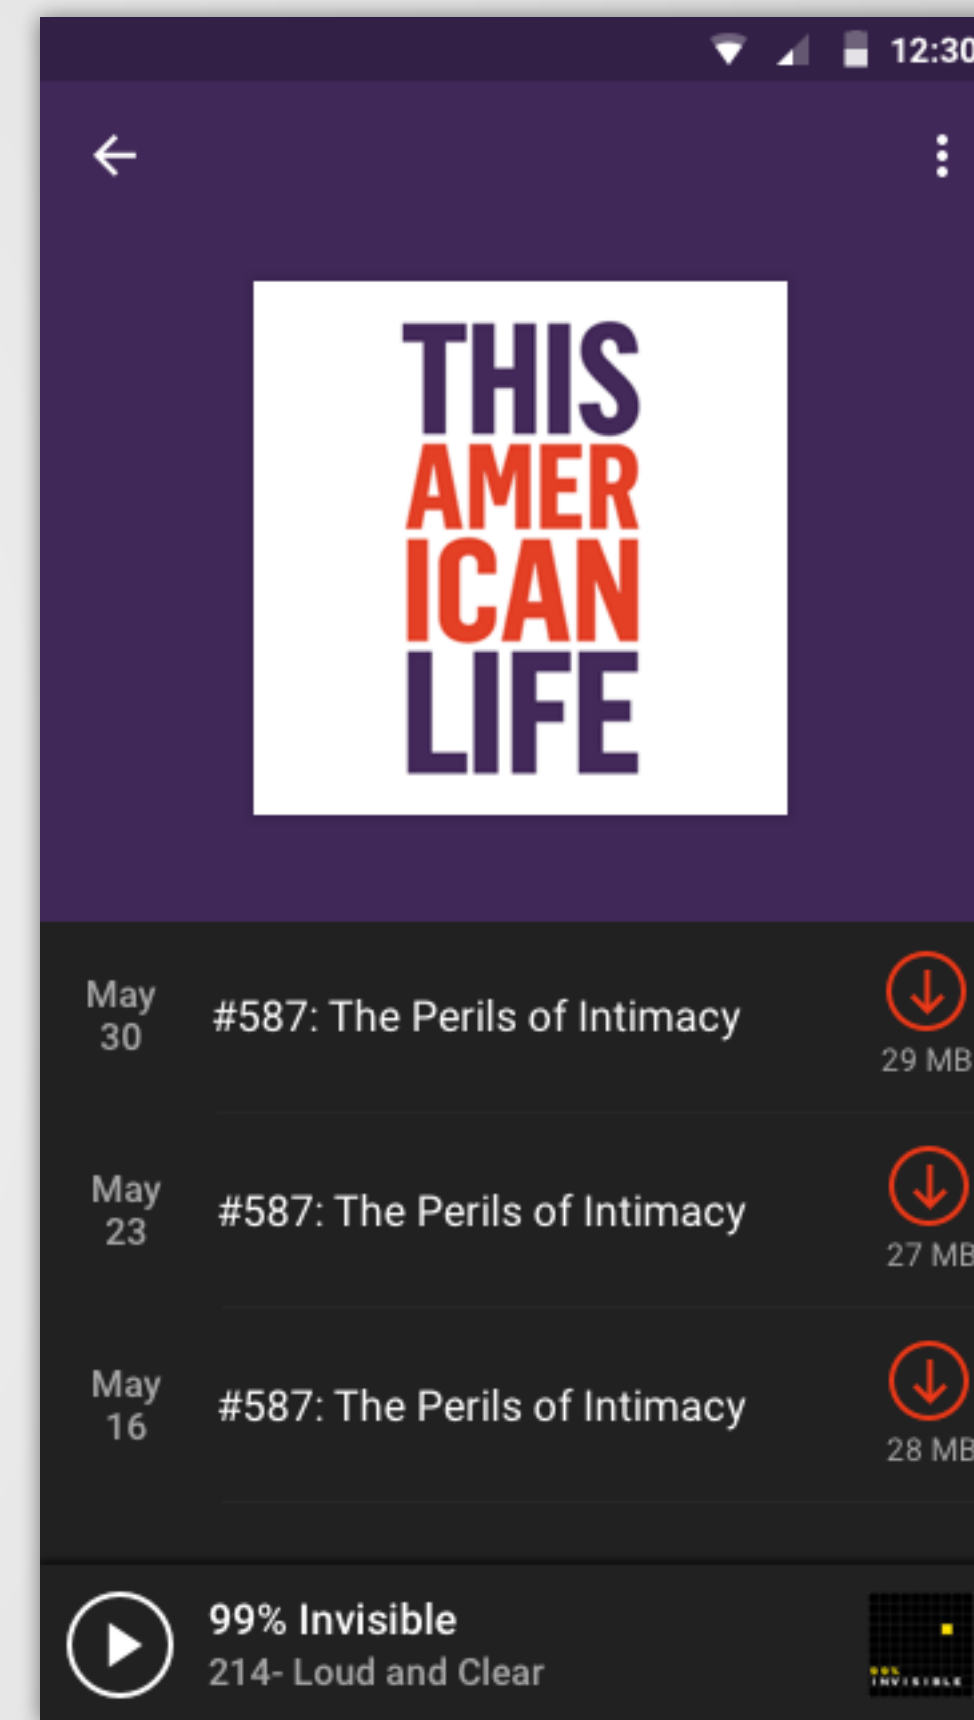 12:30
THIS
AMER
ICAN
LIFE
May
30
#587: The Perils of Intimacy
29 MB
May
23
#587: The Perils of Intimacy
27 MB
May
16
#587: The Perils of Intimacy
28 MB
99% Invisible
214- Loud and Clear
99%
INVISIBLE